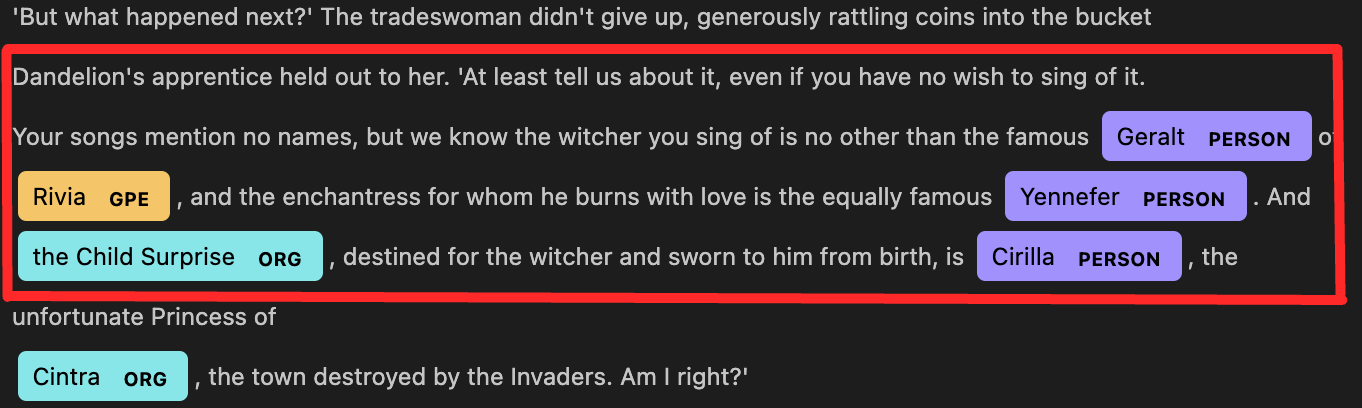 'But what happened next?' The tradeswoman didn't give up, generously rattling coins into the bucket
Dandelion's apprentice held out to her. 'At least tell us about it, even if you have no wish to sing of it.
Your songs mention no names, but we know the witcher you sing of is no other than the famous Geralt PERSON of
Rivia GPE , and the enchantress for whom he burns with love is the equally famous Yennefer PERSON . And
the Child Surprise ORG , destined for the witcher and sworn to him from birth, is Cirilla PERSON , the
unfortunate Princess of
Cintra ORG , the town destroyed by the Invaders. Am I right?'